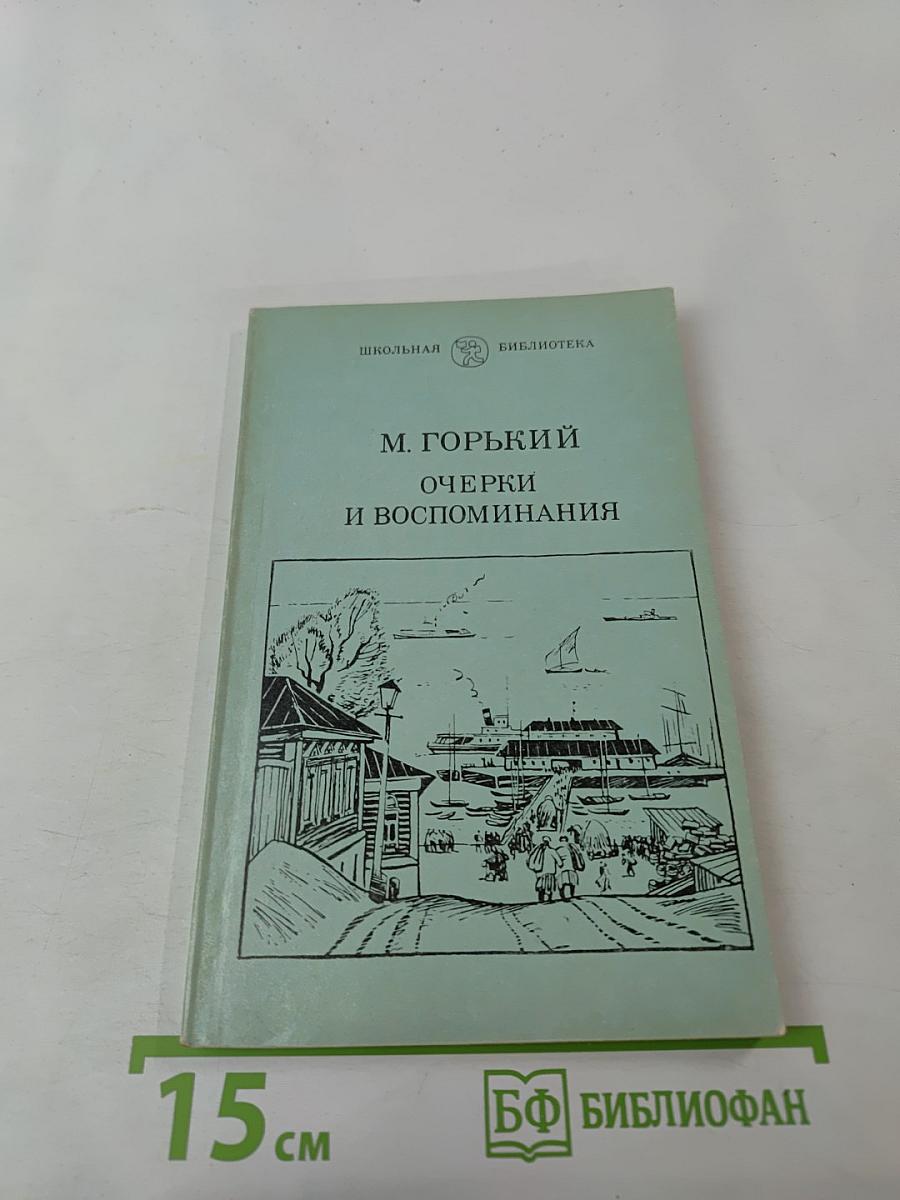 ШКОЛЬНАЯ БИБЛИОТЕКА
М. ГОРЬКИЙ
ОЧЕРКИ
И ВОСПОМИНАНИЯ
15 см
БФ БИБЛИОФАН